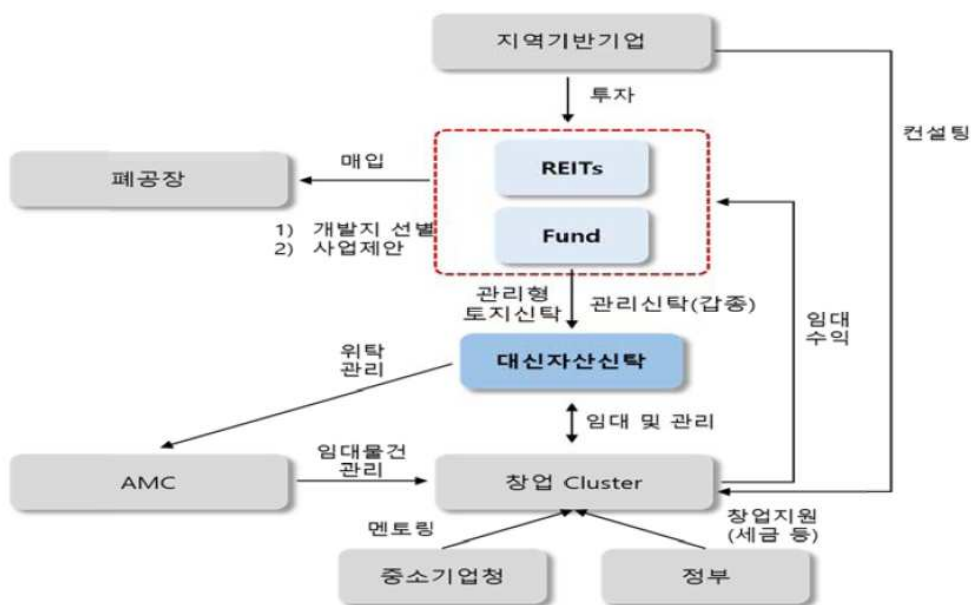 지역기반기업
투자
컨설팅
REITs
매입
폐공장
Fund
1) 개발지 선별
2) 사업제안
관리형
토지신탁
관리신탁(갑종)
임대
수익
대신자산신탁
위탁
관리
임대 및 관리
임대물건
관리
AMC
창업 Cluster
멘토링
창업지원
(세금 등)
중소기업청
정부